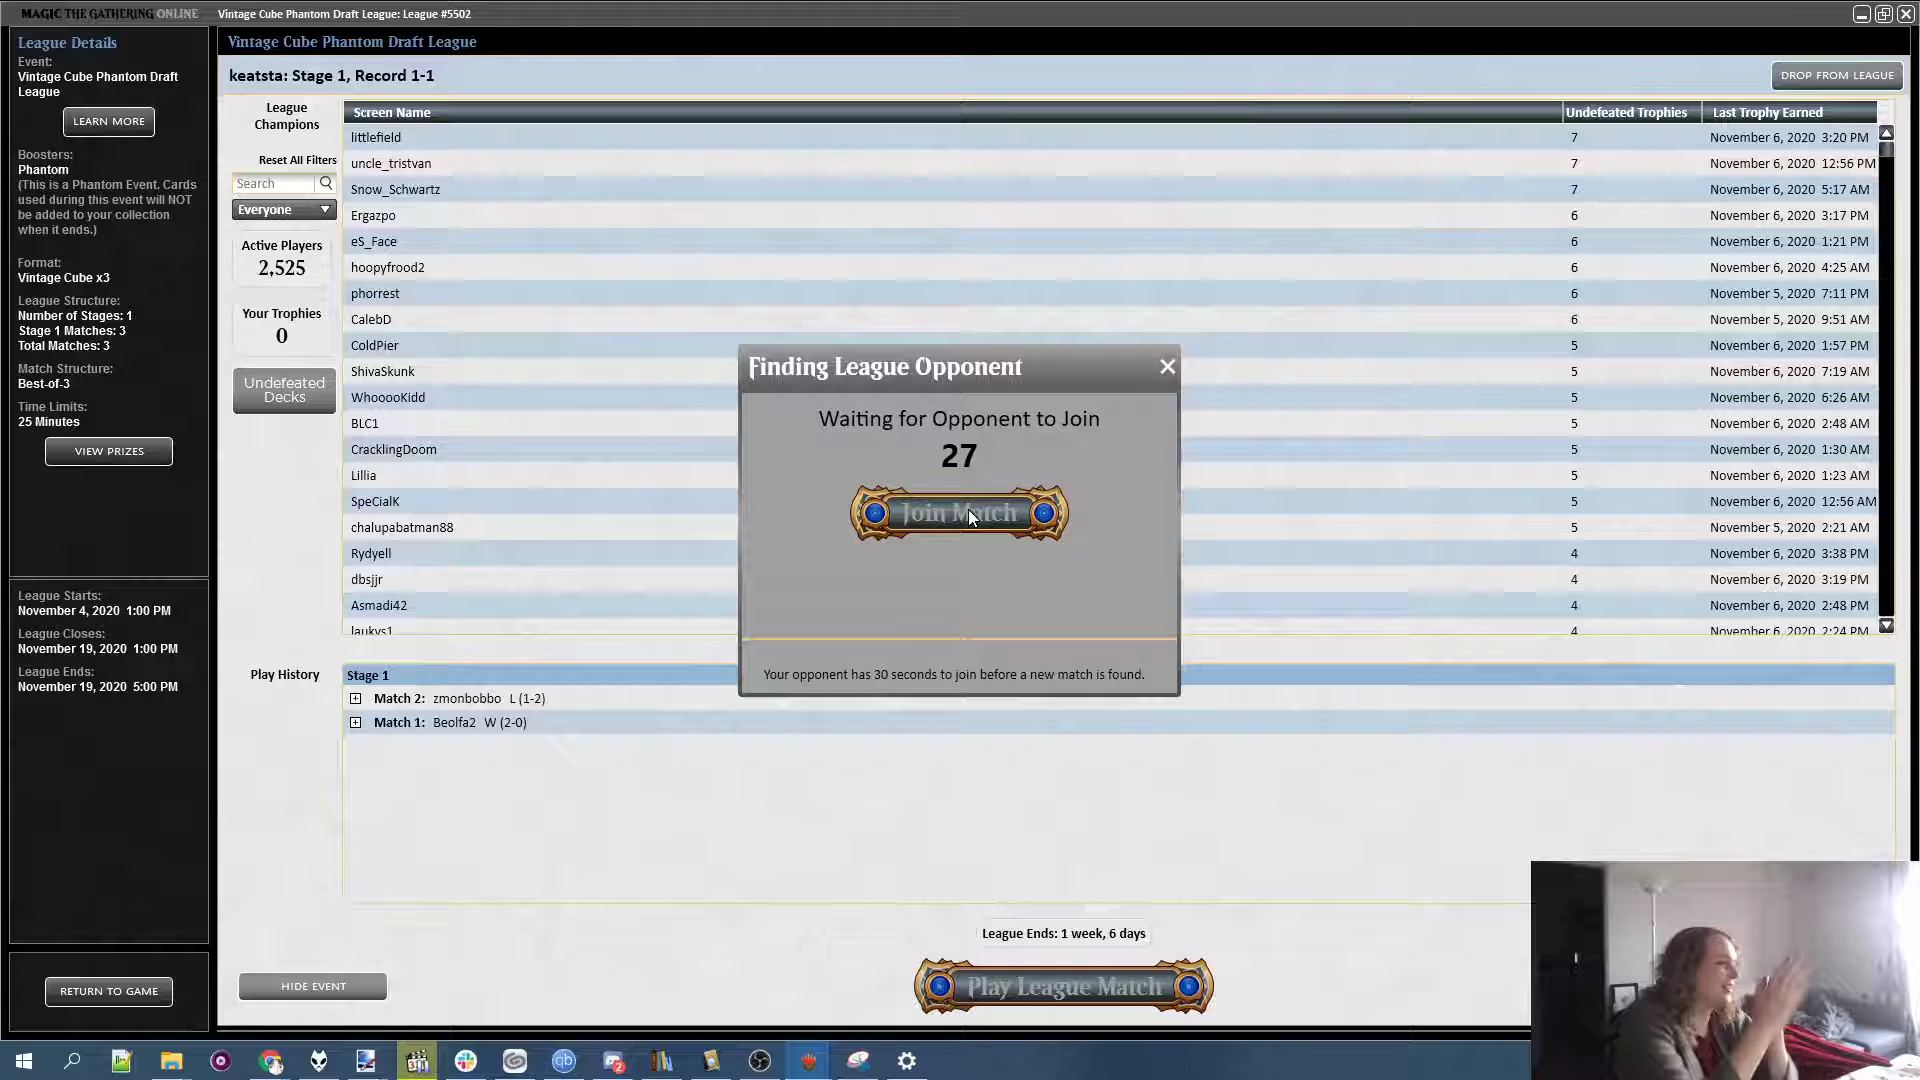 MAGIC THE GATHERING ONLINE
Vintage Cube Phantom Draft League: League #5502
League Details
Event:
Vintage Cube Phantom Draft
League
LEARN MORE
Boosters:
Phantom
(This is a Phantom Event. Cards
used during this event will NOT
be added to your collection
when it ends.)
Format:
Vintage Cube x3
League Structure:
Number of Stages: 1
Stage 1 Matches: 3
Total Matches: 3
Match Structure:
Best-of-3
Time Limits:
25 Minutes
VIEW PRIZES
League Starts:
November 4, 2020 1:00 PM
League Closes:
November 19, 2020 1:00 PM
League Ends:
November 19, 2020 5:00 PM
RETURN TO GAME
Vintage Cube Phantom Draft League
keatsta: Stage 1, Record 1-1
DROP FROM LEAGUE
League
Champions
Reset All Filters
Search
Everyone
Active Players
2,525
Your Trophies
0
Undefeated
Decks
Screen Name Undefeated Trophies Last Trophy Earned
littlefield 7 November 6, 2020 3:20 PM
uncle_tristvan 7 November 6, 2020 12:56 PM
Snow_Schwartz 7 November 6, 2020 5:17 AM
Ergazpo 6 November 6, 2020 3:17 PM
eS_Face 6 November 6, 2020 1:21 PM
hoopyfrood2 6 November 6, 2020 4:25 AM
phorrest 6 November 5, 2020 7:11 PM
CalebD 6 November 5, 2020 9:51 AM
ColdPier 5 November 6, 2020 1:57 PM
ShivaSkunk 5 November 6, 2020 7:19 AM
WhooooKidd 5 November 6, 2020 6:26 AM
BLC1 5 November 6, 2020 2:48 AM
CracklingDoom 5 November 6, 2020 1:30 AM
Lillia 5 November 6, 2020 1:23 AM
SpeCialK 5 November 6, 2020 12:56 AM
chalupabatman88 5 November 5, 2020 2:21 AM
Rydyell 4 November 6, 2020 3:38 PM
dbsjjr 4 November 6, 2020 3:19 PM
Asmadi42 4 November 6, 2020 2:48 PM
laukys1 4 November 6, 2020 2:24 PM
Finding League Opponent
Waiting for Opponent to Join
27
Join Match
Your opponent has 30 seconds to join before a new match is found.
Play History
Stage 1
Match 2: zmonbobbo L (1-2)
Match 1: Beolfa2 W (2-0)
League Ends: 1 week, 6 days
HIDE EVENT
Play League Match
qb
2